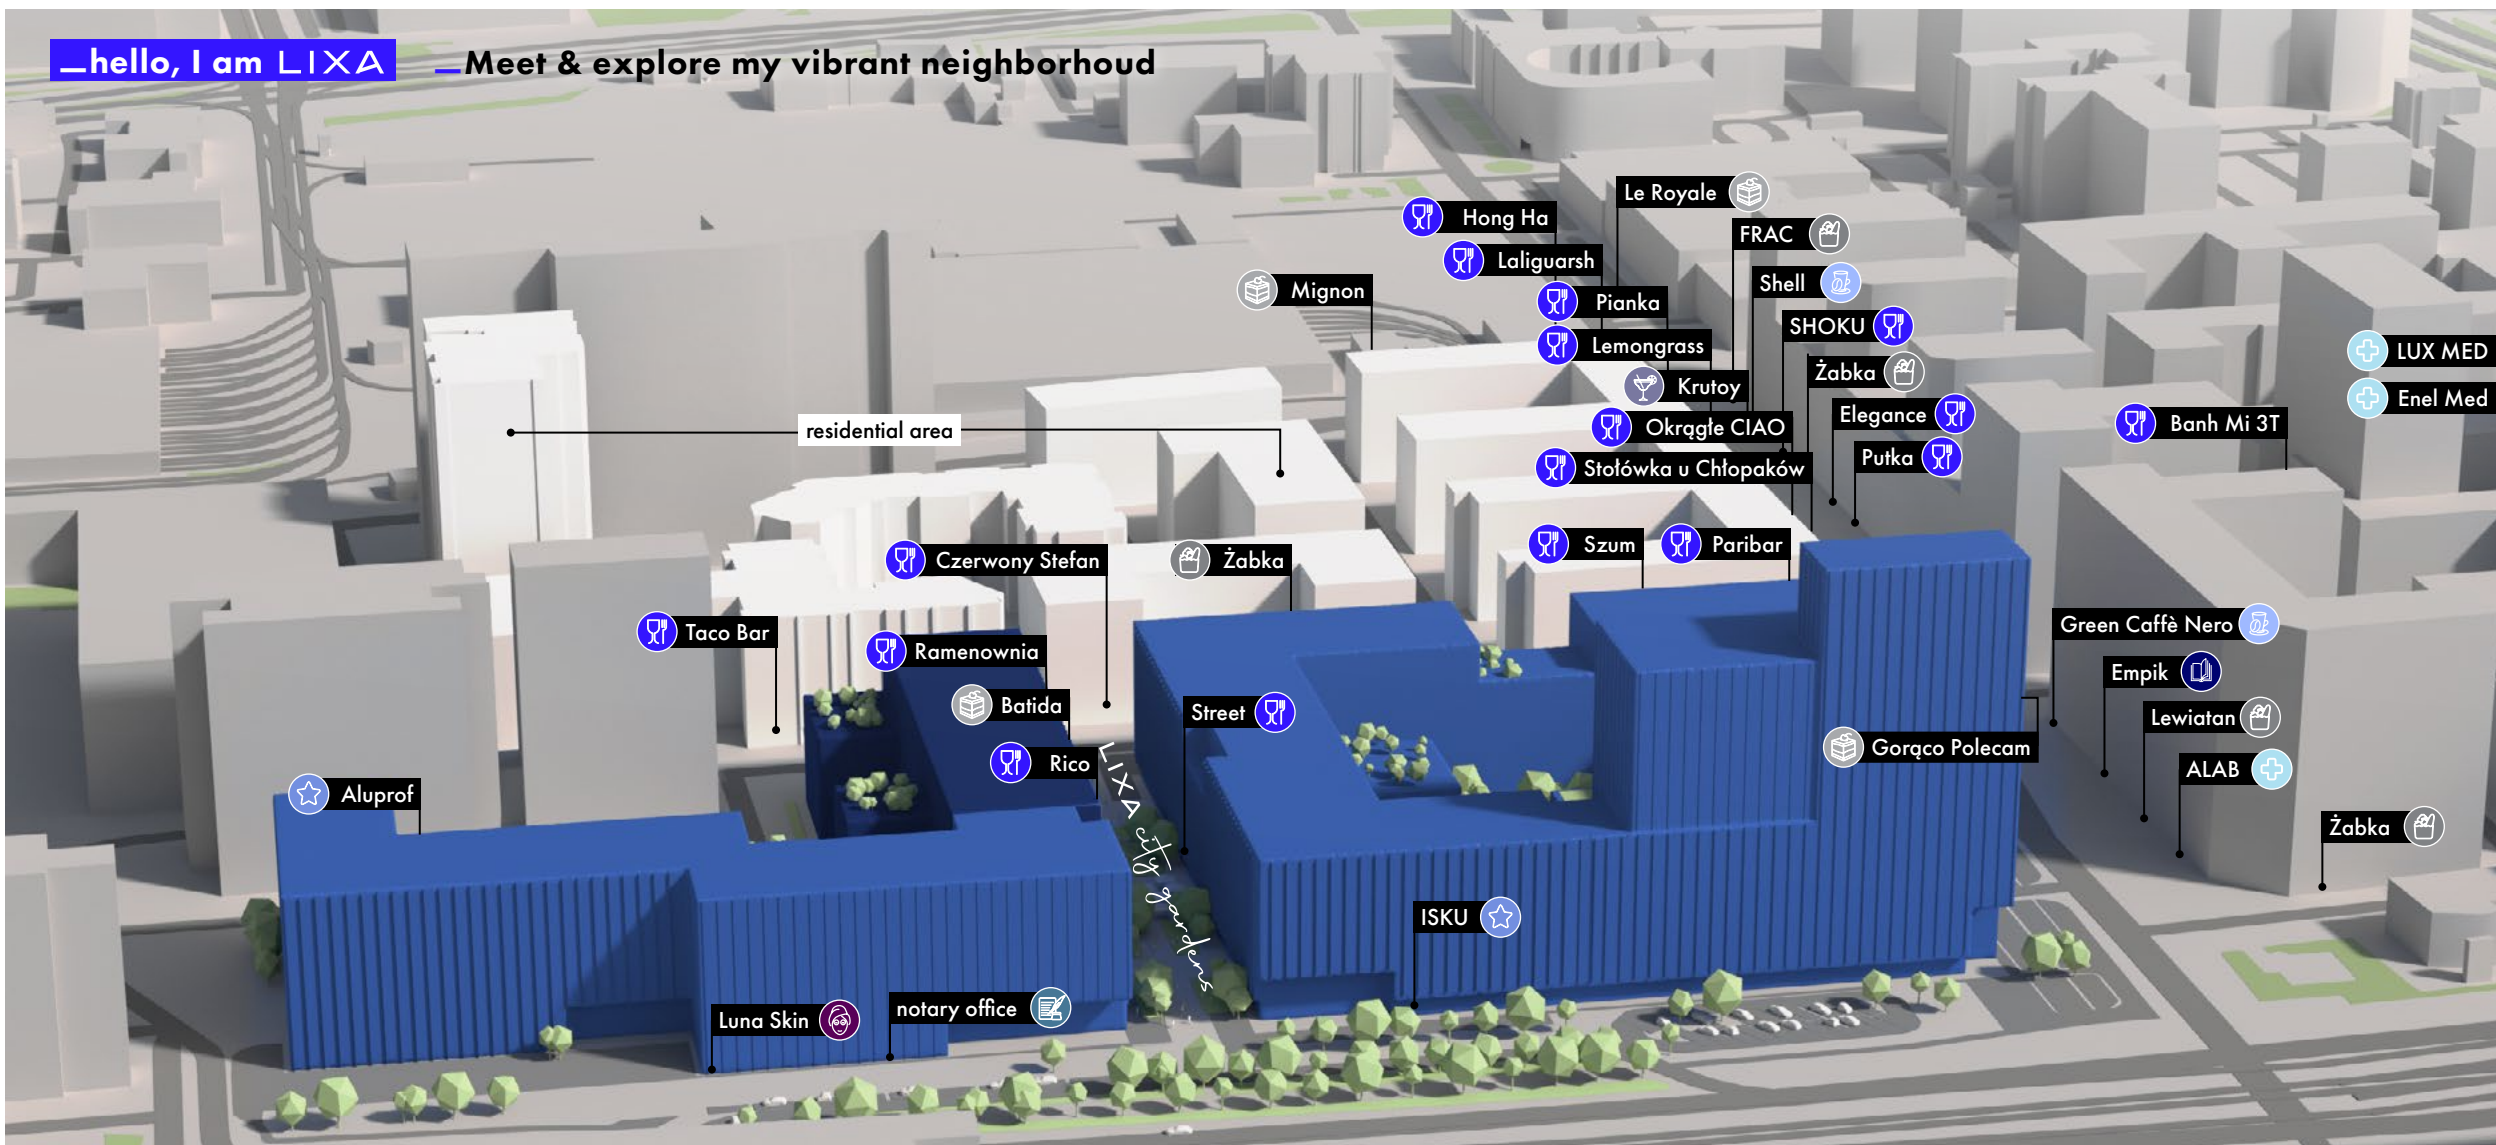 _hello, I am LIXA
_Meet & explore my vibrant neighborhoud
Le Royale
Hong Ha
FRAC
Laliguarsh
Shell
Mignon
Pianka
SHOKU
Lemongrass
LUX MED
Żabka
Krutoy
Enel Med
Elegance
Banh Mi 3T
Okrągłe CIAO
residential area
Putka
Stołówka u Chłopaków
Szum
Paribar
Czerwony Stefan
Żabka
Green Caffè Nero
Taco Bar
Ramenownia
Empik
Batida
Street
Lewiatan
Gorąco Polecam
Rico
ALAB
Aluprof
LIXA city gardens
Żabka
ISKU
notary office
Luna Skin